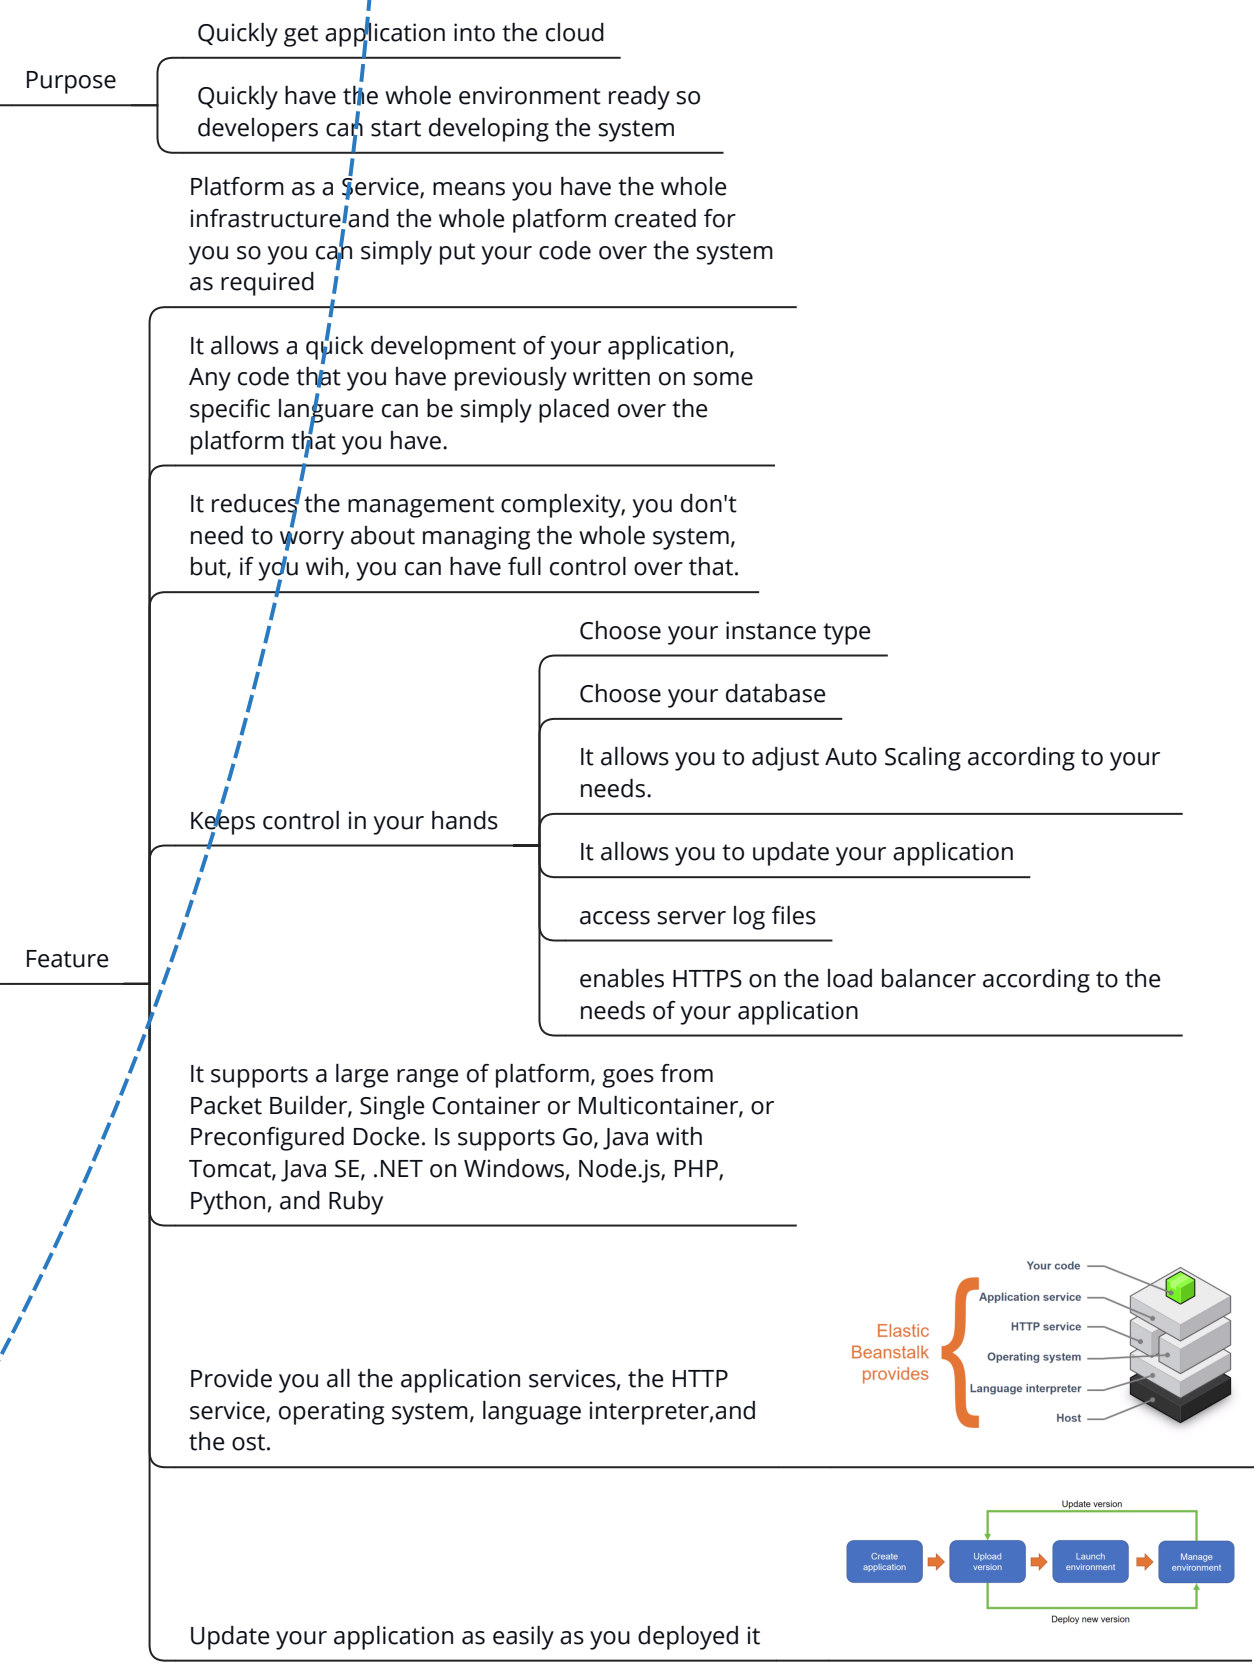 Quickly get application into the cloud
Purpose
Quickly have the whole environment ready so
developers can start developing the system
Platform as a Service, means you have the whole
infrastructure and the whole platform created for
you so you can simply put your code over the system
as required
It allows a quick development of your application,
Any code that you have previously written on some
specific languare can be simply placed over the
platform that you have.
It reduces the management complexity, you don't
need to worry about managing the whole system,
but, if you wih, you can have full control over that.
Choose your instance type
Choose your database
It allows you to adjust Auto Scaling according to your
needs.
Keeps control in your hands
It allows you to update your application
access server log files
Feature
enables HTTPS on the load balancer according to the
needs of your application
It supports a large range of platform, goes from
Packet Builder, Single Container or Multicontainer, or
Preconfigured Docke. Is supports Go, Java with
Tomcat, Java SE, .NET on Windows, Node.js, PHP,
Python, and Ruby
Your code
Application service
HTTP service
Operating system
Language interpreter
Host
Elastic
Beanstalk
provides
Provide you all the application services, the HTTP
service, operating system, language interpreter,and
the ost.
Update version
Create
application
Upload
version
Launch
environment
Manage
environment
Deploy new version
Update your application as easily as you deployed it